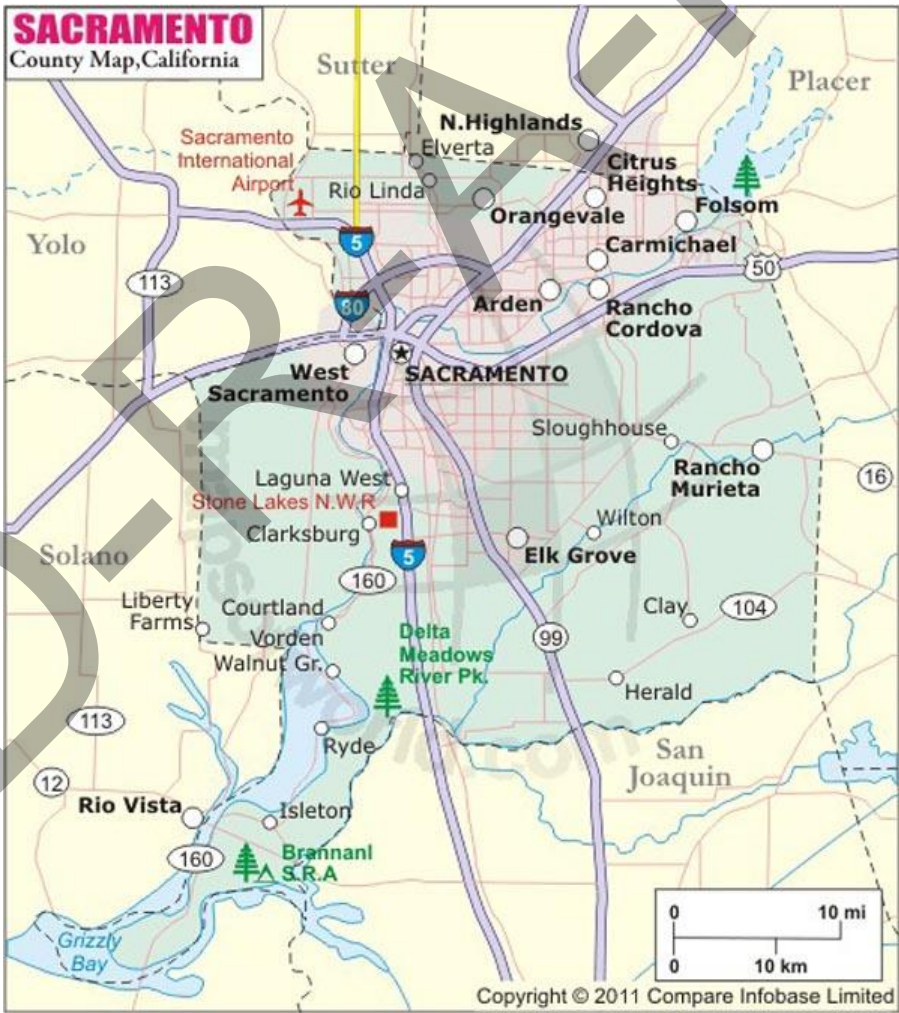 SACRAMENTO
County Map,California
Sutter
Placer
N.Highlands
Elverta
Sacramento
International
Airport
Citrus
Heights
Rio Linda
Orangevale
Folsom
Yolo
5
Carmichael
50
113
80
Arden
Rancho
Cordova
West
Sacramento
SACRAMENTO
Sloughhouse
Rancho
Murieta
16
Laguna West
Stone Lakes N.W.R
Clarksburg
Wilton
Elk Grove
5
Solano
160
Liberty
Farms
Courtland
Vorden
Walnut Gr.
Clay
104
Delta
Meadows
River Pk.
99
Herald
113
Ryde
San
Joaquin
12
Rio Vista
Isleton
160
Brannanl
S.R.A
Grizzly
Bay
0
10 mi
0
10 km
Copyright © 2011 Compare Infobase Limited